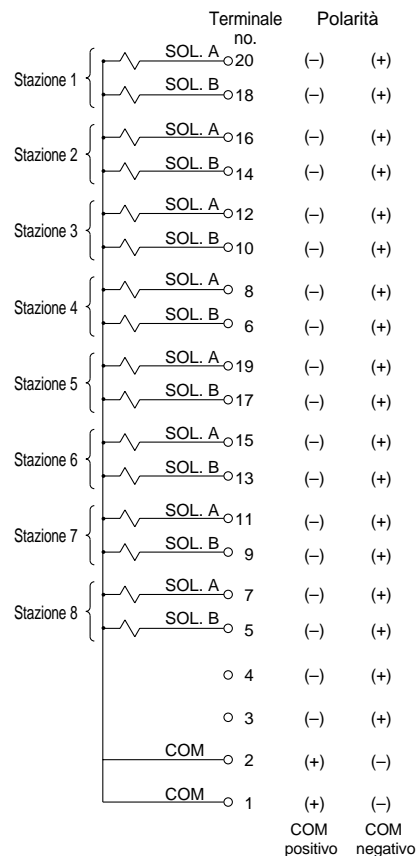 Terminale no. Polarità
Stazione 1 SOL. A 20 (–) (+)
SOL. B 18 (–) (+)
Stazione 2 SOL. A 16 (–) (+)
SOL. B 14 (–) (+)
Stazione 3 SOL. A 12 (–) (+)
SOL. B 10 (–) (+)
Stazione 4 SOL. A 8 (–) (+)
SOL. B 6 (–) (+)
Stazione 5 SOL. A 19 (–) (+)
SOL. B 17 (–) (+)
Stazione 6 SOL. A 15 (–) (+)
SOL. B 13 (–) (+)
Stazione 7 SOL. A 11 (–) (+)
SOL. B 9 (–) (+)
Stazione 8 SOL. A 7 (–) (+)
SOL. B 5 (–) (+)
4 (–) (+)
3 (–) (+)
COM 2 (+) (–)
COM 1 (+) (–)
COM positivo COM negativo